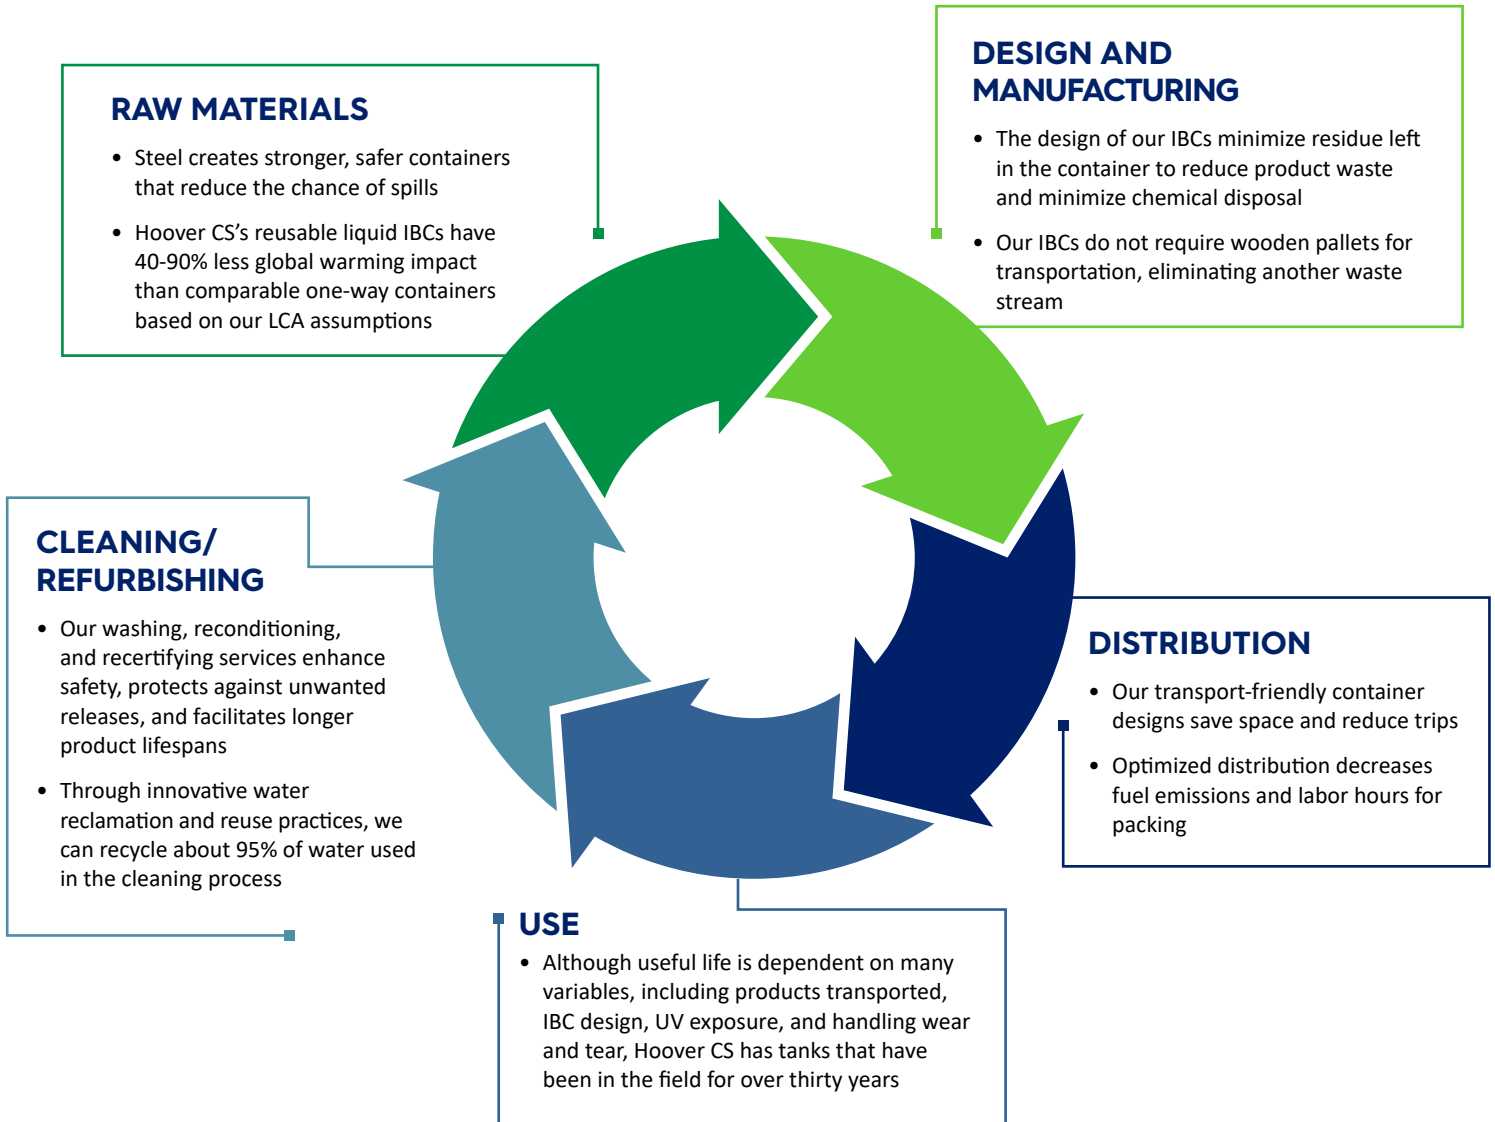 RAW MATERIALS
• Steel creates stronger, safer containers
that reduce the chance of spills
• Hoover CS’s reusable liquid IBCs have
40-90% less global warming impact
than comparable one-way containers
based on our LCA assumptions
DESIGN AND
MANUFACTURING
• The design of our IBCs minimize residue left
in the container to reduce product waste
and minimize chemical disposal
• Our IBCs do not require wooden pallets for
transportation, eliminating another waste
stream
DISTRIBUTION
• Our transport-friendly container
designs save space and reduce trips
• Optimized distribution decreases
fuel emissions and labor hours for
packing
USE
• Although useful life is dependent on many
variables, including products transported,
IBC design, UV exposure, and handling wear
and tear, Hoover CS has tanks that have
been in the field for over thirty years
CLEANING/
REFURBISHING
• Our washing, reconditioning,
and recertifying services enhance
safety, protects against unwanted
releases, and facilitates longer
product lifespans
• Through innovative water
reclamation and reuse practices, we
can recycle about 95% of water used
in the cleaning process